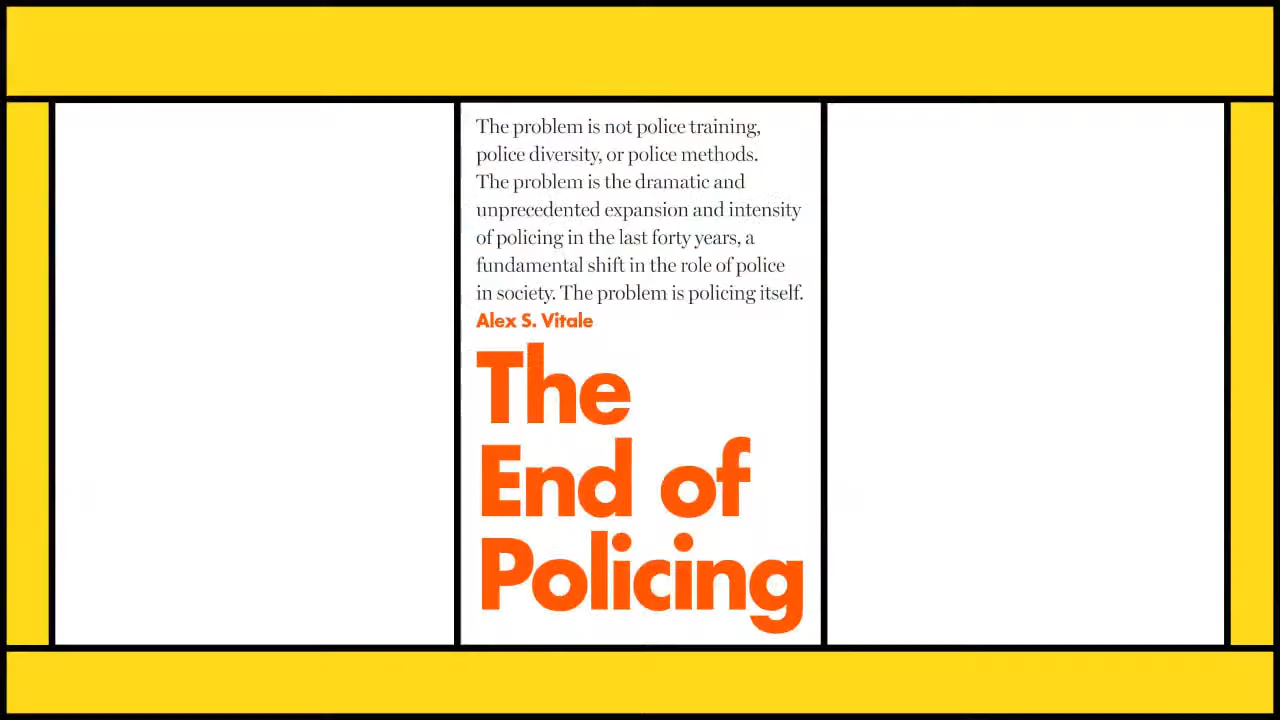 The problem is not police training,
police diversity, or police methods.
The problem is the dramatic and
unprecedented expansion and intensity
of policing in the last forty years, a
fundamental shift in the role of police
in society. The problem is policing itself.
Alex S. Vitale
The
End of
Policing